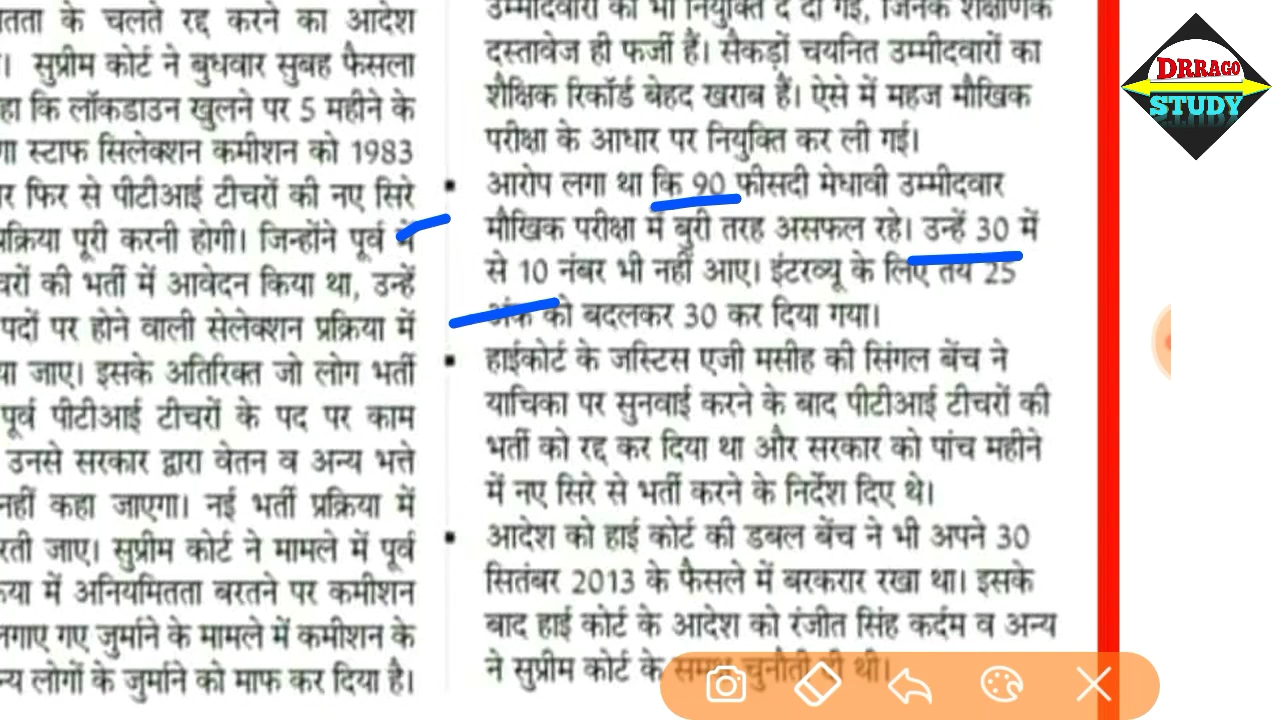 तता के चलते रद्द करने का आदेश
। सुप्रीम कोर्ट ने बुधवार सुबह फैसला
हा कि लॉकडाउन खुलने पर 5 महीने के
स्टाफ सिलेक्शन कमीशन को 1983
र फिर से पीटीआई टीचरों की नए सिरे
क्रिया पूरी करनी होगी। जिन्होंने पूर्व में
की भर्ती में आवेदन किया था, उन्हें
पदों पर होने वाली सेलेक्शन प्रक्रिया में
या जाए। इसके अतिरिक्त जो लोग भर्ती
पूर्व पीटीआई टीचरों के पद पर काम
उनसे सरकार द्वारा वेतन व अन्य भत्ते
नहीं कहा जाएगा। नई भर्ती प्रक्रिया में
रती जाए। सुप्रीम कोर्ट ने मामले में पूर्व
में अनियमितता बरतने पर कमीशन
गाए गए जुर्माने के मामले में कमीशन के
न्य लोगों के जुर्माने को माफ कर दिया है।
उम्मीदवारों को भी नियुक्ति दे दी गई, जिनके शैक्षणिक
दस्तावेज ही फर्जी हैं। सैकड़ों चयनित उम्मीदवारों का
शैक्षिक रिकॉर्ड बेहद खराब हैं। ऐसे में महज मौखिक
परीक्षा के आधार पर नियुक्ति कर ली गई।
▪ आरोप लगा था कि 90 फीसदी मेधावी उम्मीदवार
मौखिक परीक्षा में बुरी तरह असफल रहे। उन्हें 30 में
से 10 नंबर भी नहीं आए। इंटरव्यू के लिए तय 25
अंक को बदलकर 30 कर दिया गया।
▪ हाईकोर्ट के जस्टिस एजी मसीह की सिंगल बेंच ने
याचिका पर सुनवाई करने के बाद पीटीआई टीचरों की
भर्ती को रद्द कर दिया था और सरकार को पांच महीने
में नए सिरे से भर्ती करने के निर्देश दिए थे।
▪ आदेश को हाई कोर्ट की डबल बेंच ने भी अपने 30
सितंबर 2013 के फैसले में बरकरार रखा था। इसके
बाद हाई कोर्ट के आदेश को रंजीत सिंह कर्दम व अन्य
ने सुप्रीम कोर्ट के समक्ष चुनौती दी थी।
DRRAGO
STUDY